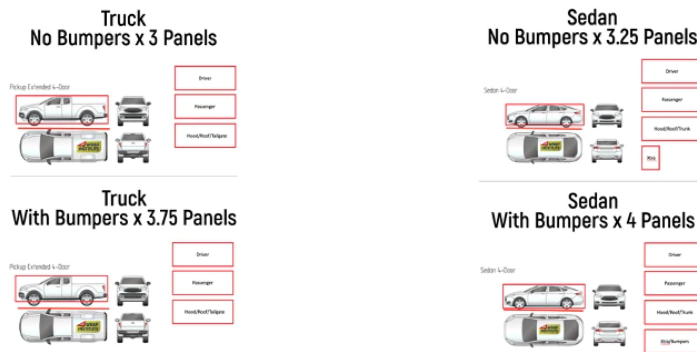 Truck
No Bumpers x 3 Panels
Pickup Extended 4-Door
Driver
Passenger
Hood/Roof/Tailgate
Sedan
No Bumpers x 3.25 Panels
Sedan 4-Door
Driver
Passenger
Hood/Roof/Trunk
Misc
Truck
With Bumpers x 3.75 Panels
Pickup Extended 4-Door
Driver
Passenger
Hood/Roof/Tailgate
Sedan
With Bumpers x 4 Panels
Sedan 4-Door
Driver
Passenger
Hood/Roof/Trunk